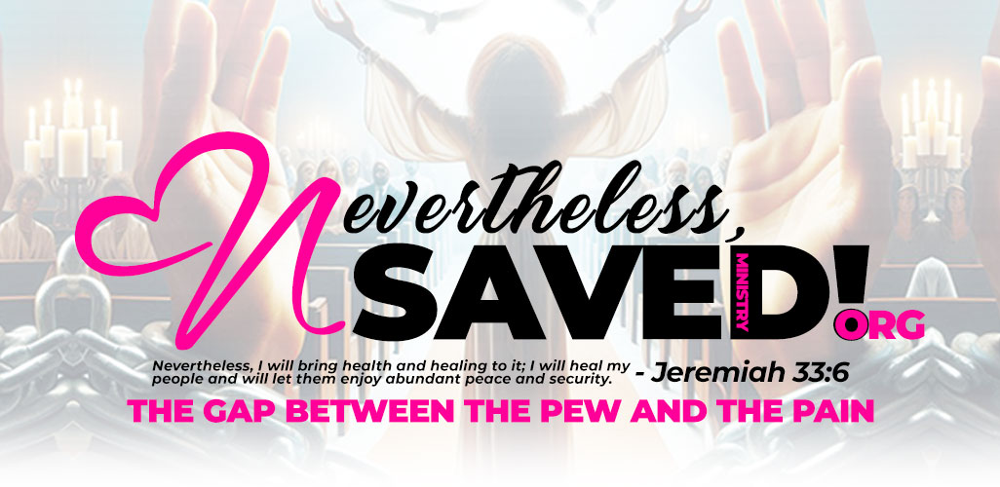 Nevertheless,
SAVED!
MINISTRY
ORG
Nevertheless, I will bring health and healing to it; I will heal my
people and will let them enjoy abundant peace and security.
- Jeremiah 33:6
THE GAP BETWEEN THE PEW AND THE PAIN